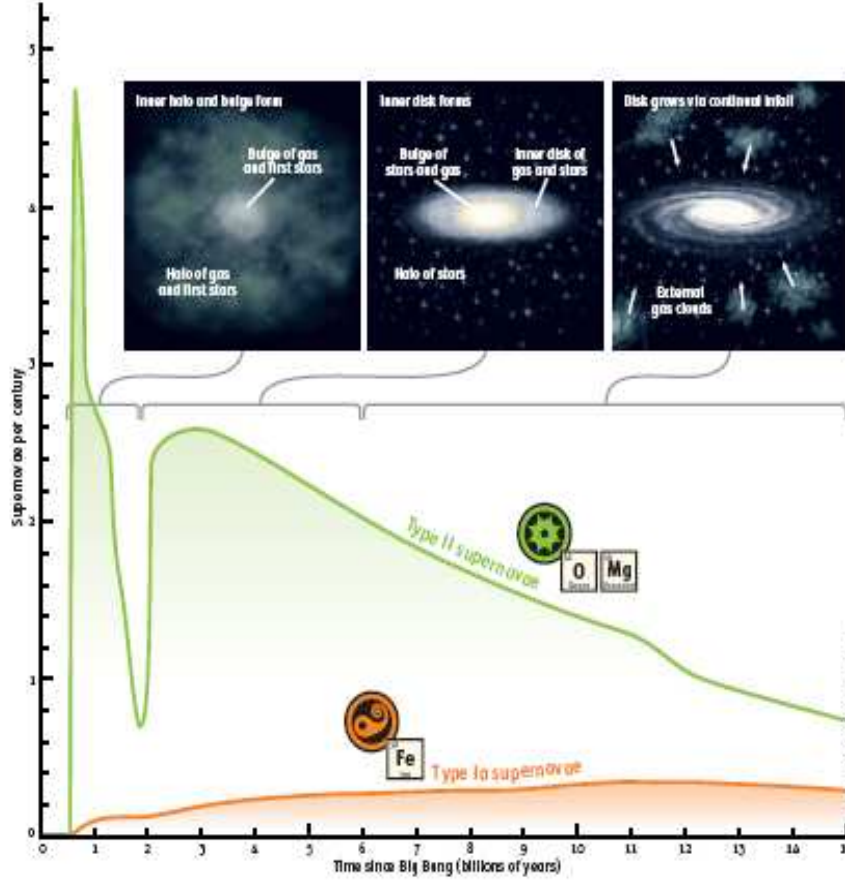 5
4
3
2
1
0
Supernovae per century
Inner halo and bulge form
Bulge of gas
and first stars
Halo of gas
and first stars
Inner disk forms
Bulge of
stars and gas
Inner disk of
gas and stars
Halo of stars
Disk grows via continual infall
External
gas clouds
Type II supernovae
O
Mg
Fe
Type Ia supernovae
0 1 2 3 4 5 6 7 8 9 10 11 12 13 14
Time since Big Bang (billions of years)